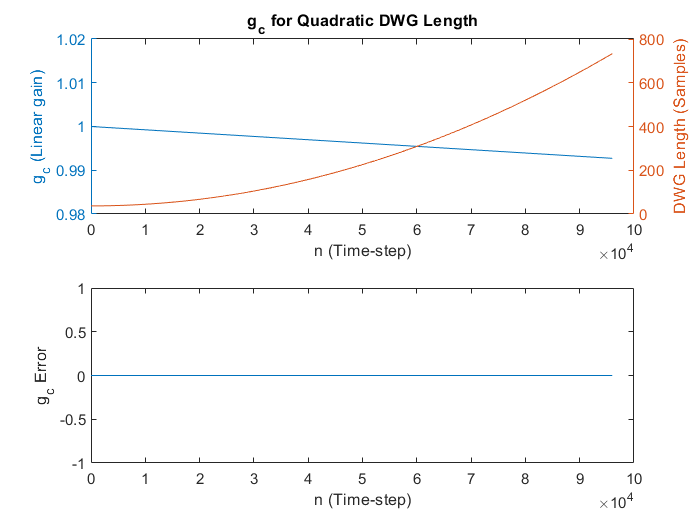 g_c for Quadratic DWG Length
1.02
1.01
1
0.99
0.98
g_c (Linear gain)
800
600
400
200
0
DWG Length (Samples)
0 1 2 3 4 5 6 7 8 9 10
n (Time-step)
×10^4
1
0.5
0
-0.5
-1
g_c Error
0 1 2 3 4 5 6 7 8 9 10
n (Time-step)
×10^4